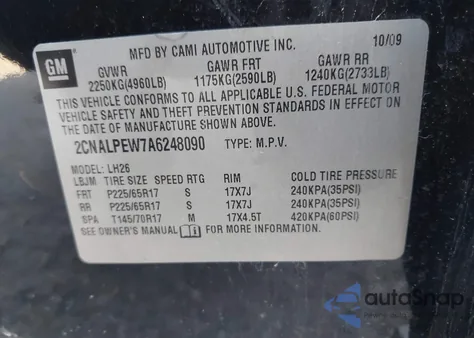 GM
MFD BY CAMI AUTOMOTIVE INC. 10/09
GVWR GAWR FRT GAWR RR
2250KG(4960LB) 1175KG(2590LB) 1240KG(2733LB)
THIS VEHICLE CONFORMS TO ALL APPLICABLE U.S. FEDERAL MOTOR
VEHICLE SAFETY AND THEFT PREVENTION STANDARDS IN EFFECT ON
THE DATE OF MANUFACTURE SHOWN ABOVE.
2CNALPEW7A6248090 TYPE: M.P.V.
MODEL: LH26
LBJM TIRE SIZE SPEED RTG RIM COLD TIRE PRESSURE
FRT P225/65R17 S 17X7J 240KPA(35PSI)
RR P225/65R17 S 17X7J 240KPA(35PSI)
SPA T145/70R17 M 17X4.5T 420KPA(60PSI)
SEE OWNER'S MANUAL FOR MORE INFORMATION.
autoSnap